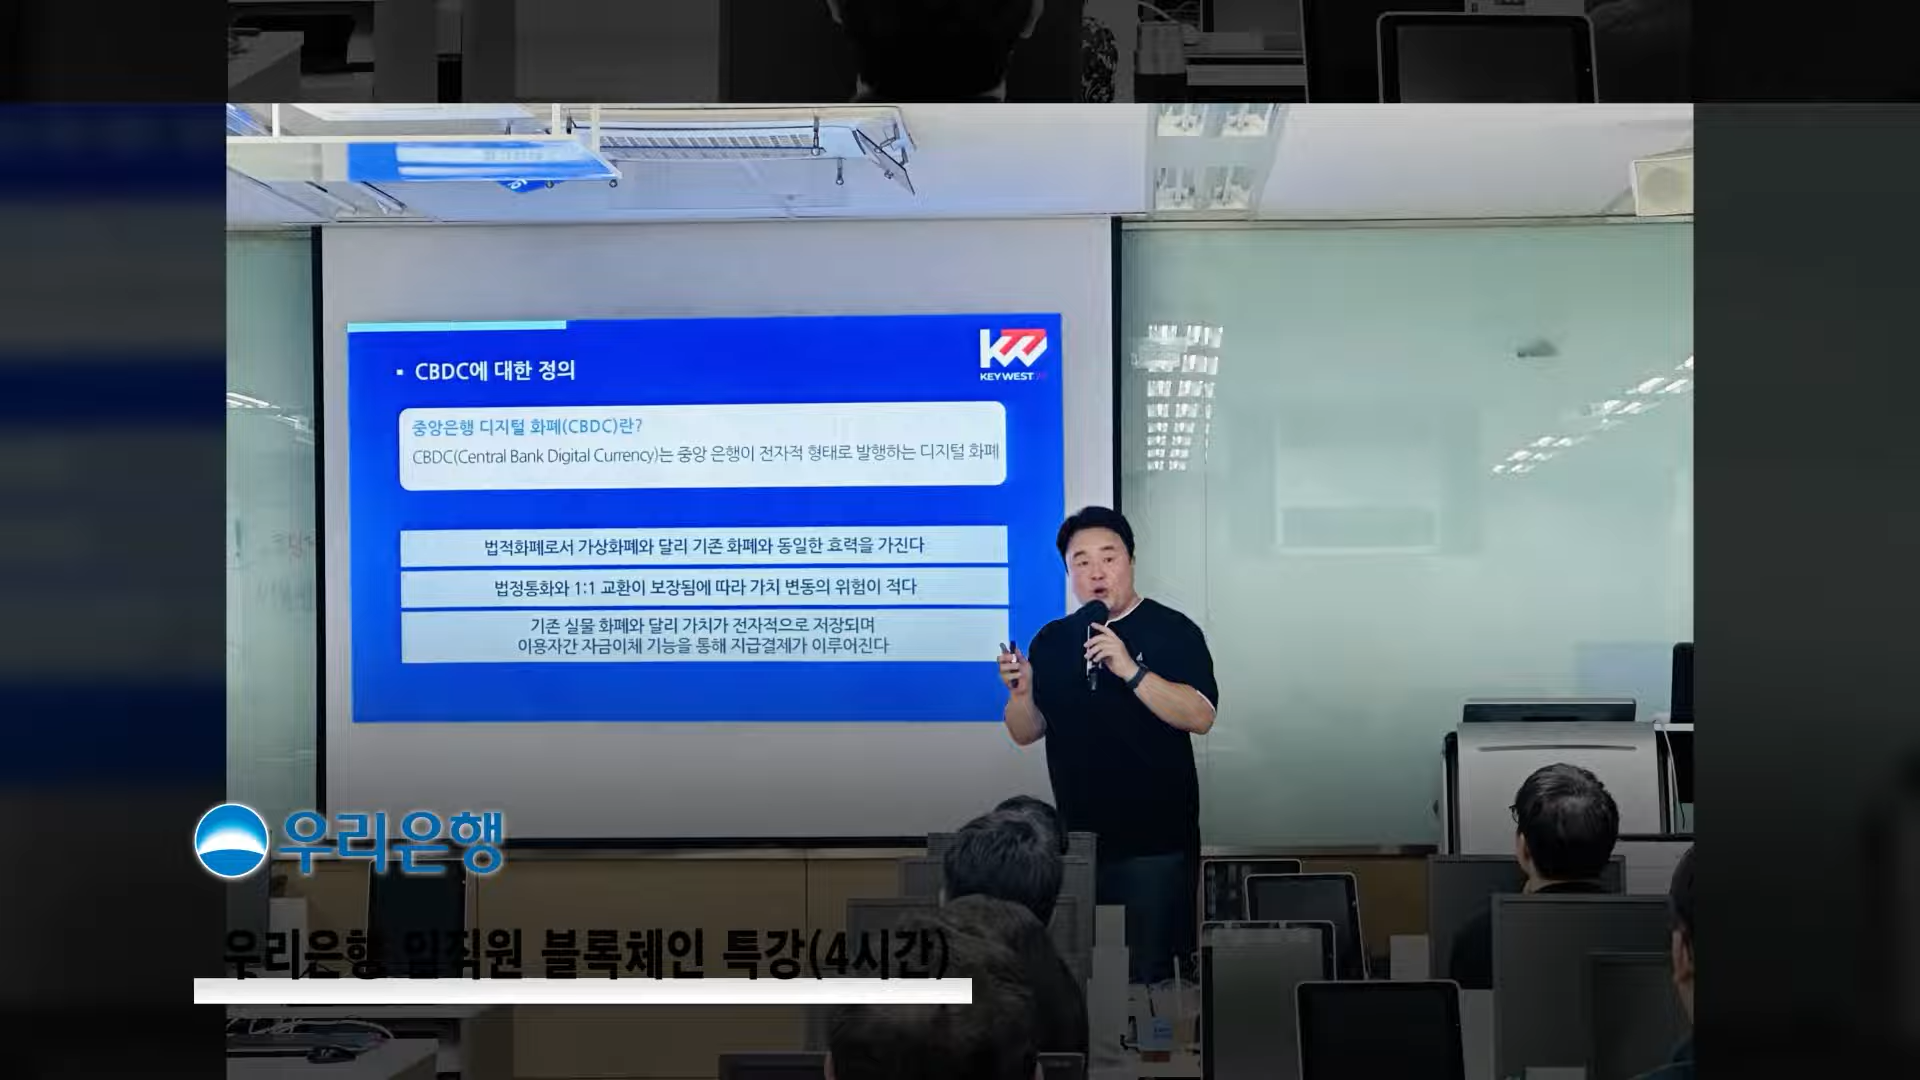 CBDC에 대한 정의
KEY WEST
중앙은행 디지털 화폐(CBDC)란?
CBDC(Central Bank Digital Currency)는 중앙 은행이 전자적 형태로 발행하는 디지털 화폐
법적화폐로서 가상화폐와 달리 기존 화폐와 동일한 효력을 가진다
법정통화와 1:1 교환이 보장됨에 따라 가치 변동의 위험이 적다
기존 실물 화폐와 달리 가치가 전자적으로 저장되며
이용자간 자금이체 기능을 통해 지급결제가 이루어진다
우리은행
우리은행 임직원 블록체인 특강(4시간)